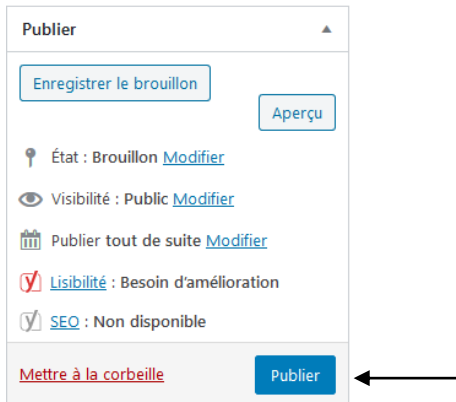 Publier
Enregistrer le brouillon
Aperçu
État : Brouillon Modifier
Visibilité : Public Modifier
Publier tout de suite Modifier
Lisibilité : Besoin d'amélioration
SEO : Non disponible
Mettre à la corbeille Publier